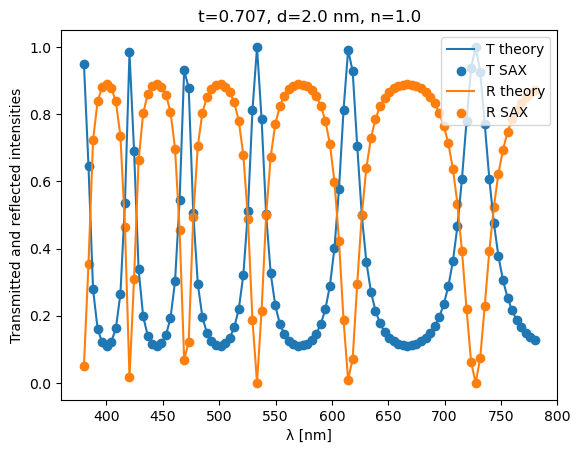 t=0.707, d=2.0 nm, n=1.0
1.0
0.8
0.6
0.4
0.2
0.0
Transmitted and reflected intensities
T theory
T SAX
R theory
R SAX
400 450 500 550 600 650 700 750 800
λ [nm]